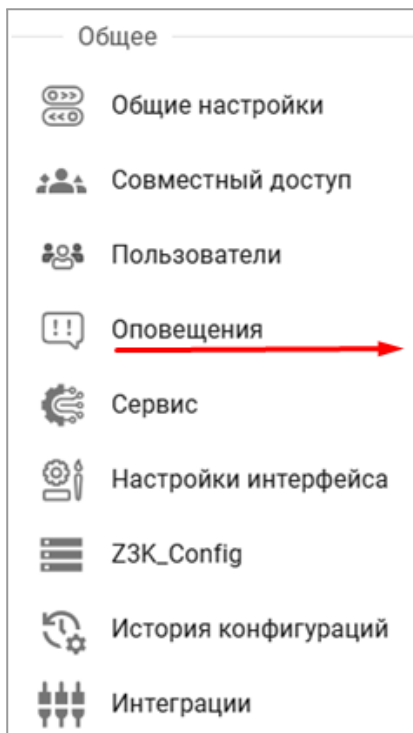 Общее
Общие настройки
Совместный доступ
Пользователи
Оповещения
Сервис
Настройки интерфейса
Z3K_Config
История конфигураций
Интеграции